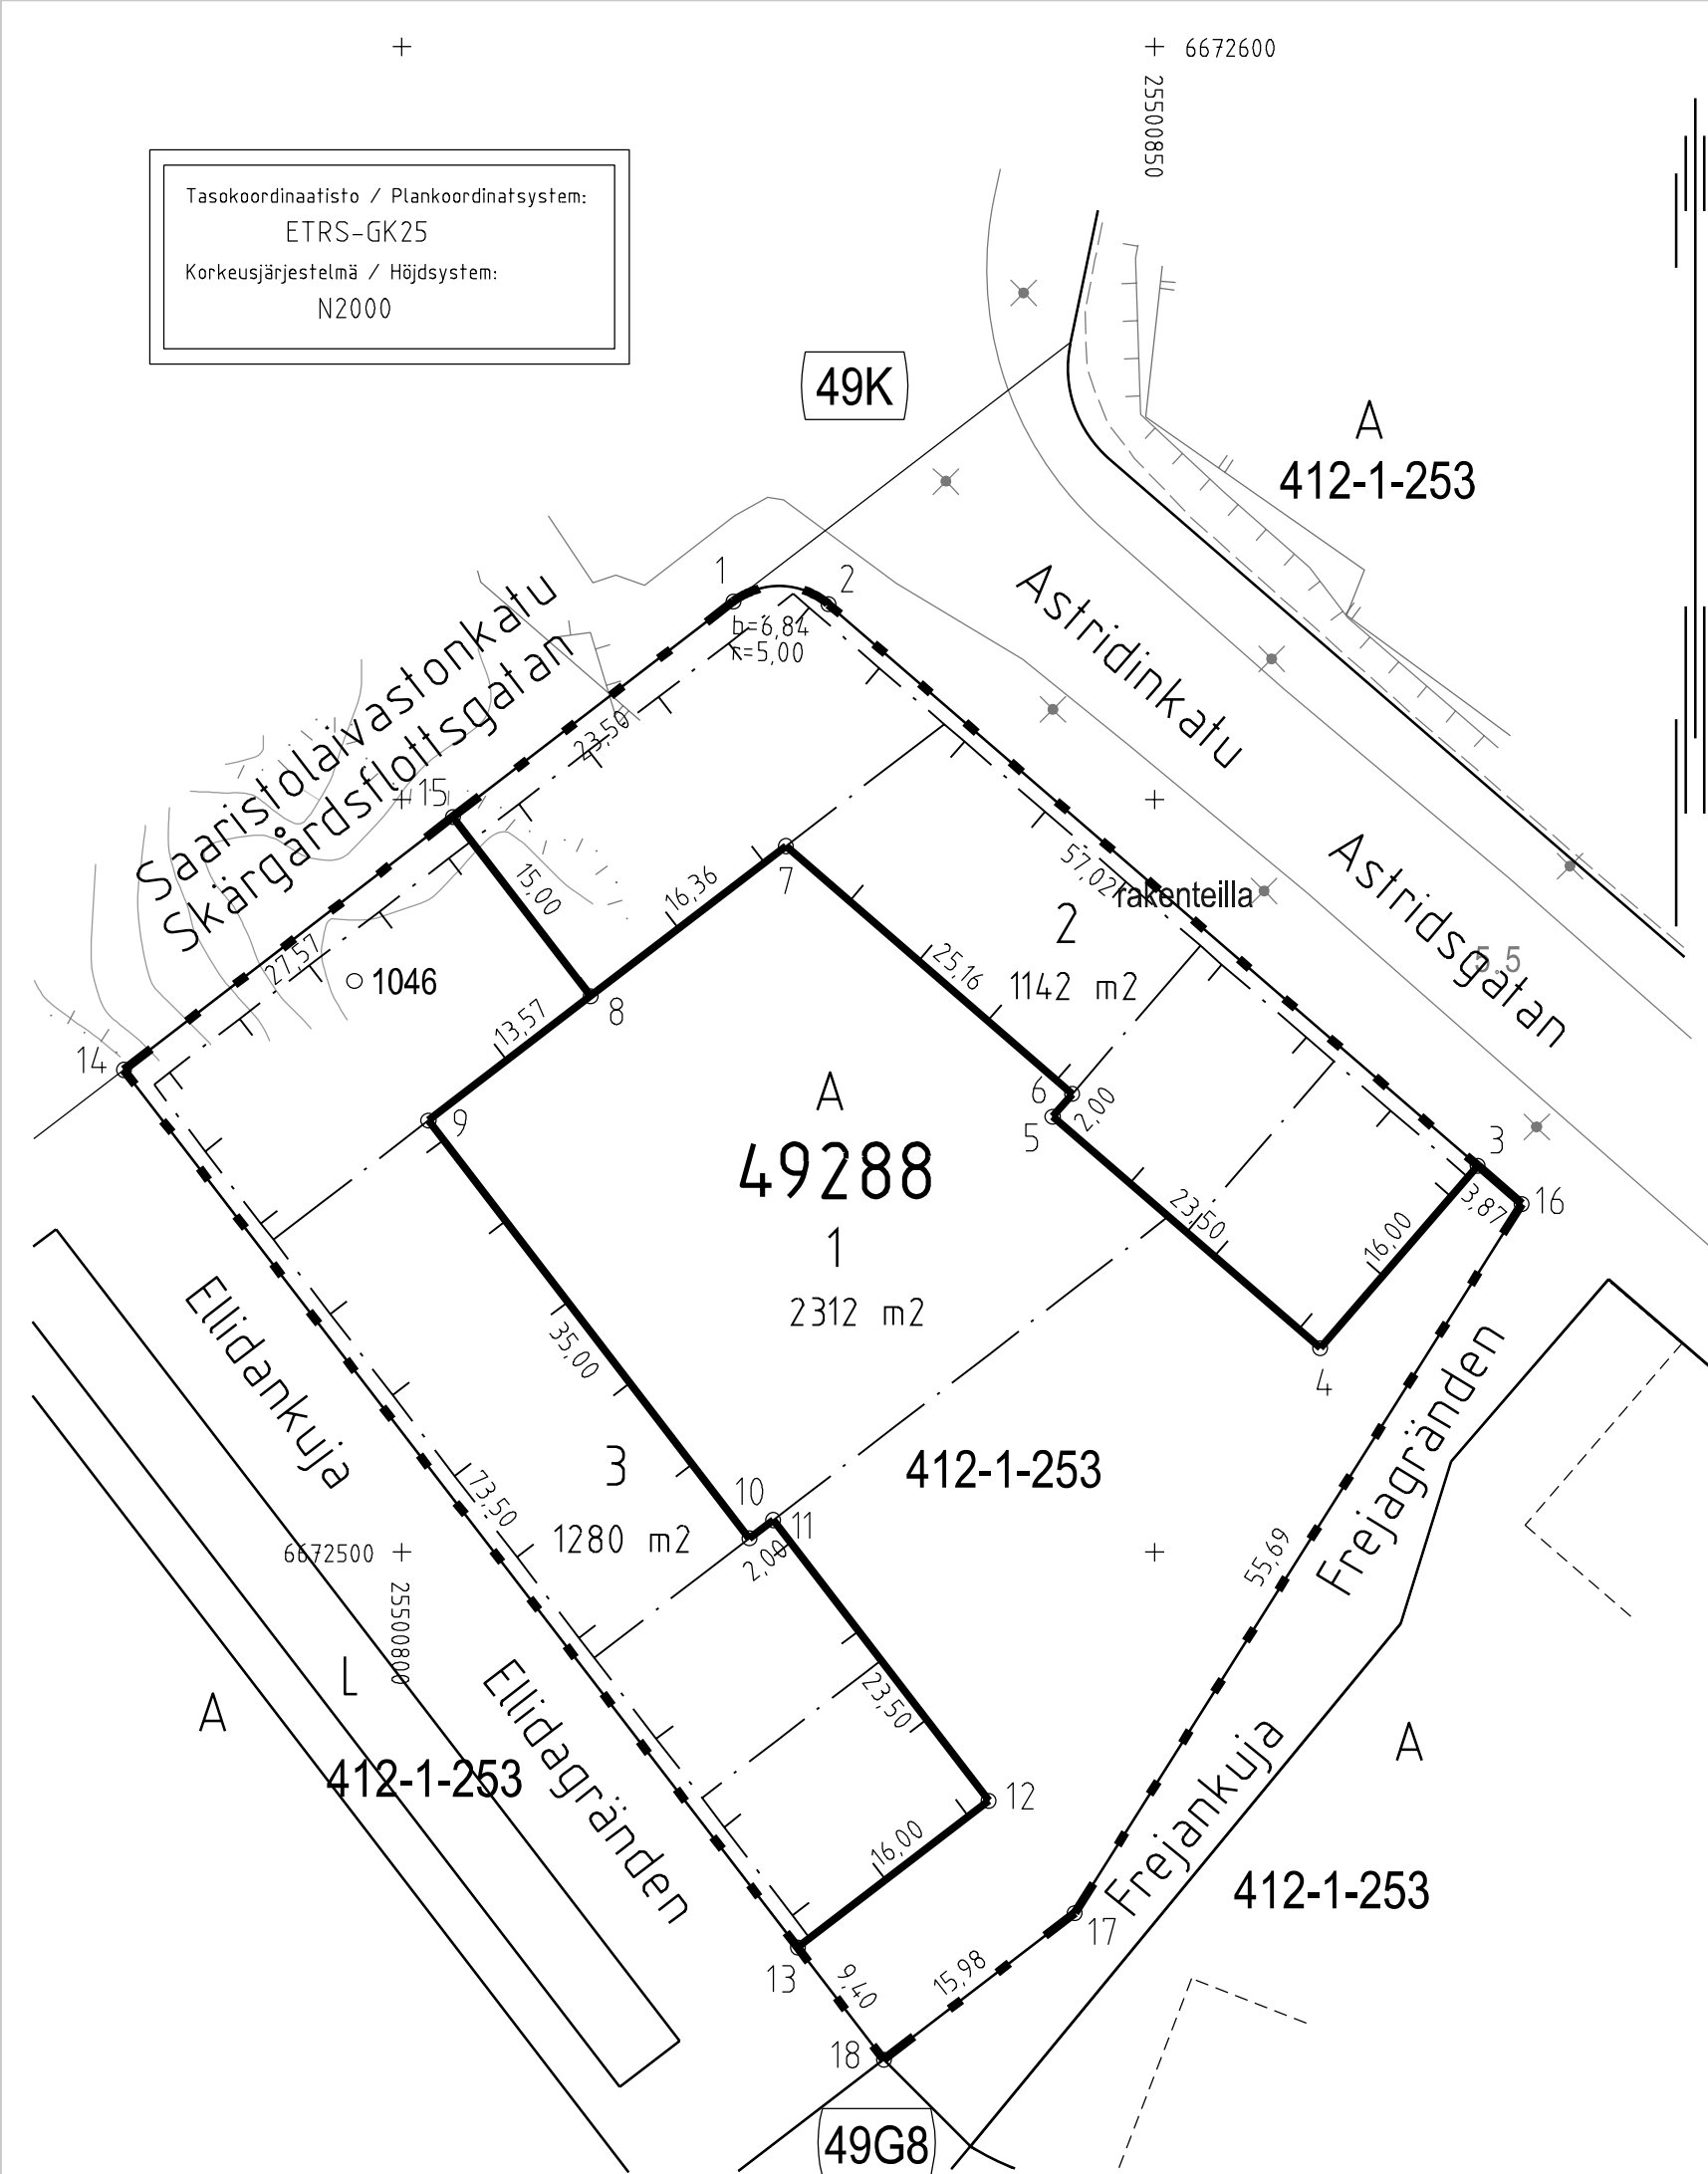 6672600
25500850
Tasokoordinaatisto / Plankoordinatsystem:
ETRS-GK25
Korkeusjärjestelmä / Höjdsystem:
N2000
49K
A
412-1-253
1
2
b=6,84
r=5,00
Saaristolaivastonkatu
Skärgårdsflottsgatan
Astridinkatu
Astridsgatan
23,50
15
15,00
16,36
7
57,02
rakenteilla
2
1142 m2
5.5
25,16
27,57
1046
8
13,57
14
9
A
6
2,00
5
3
49288
3,87
16
1
23,50
16,00
2312 m2
4
35,00
Ellidankuja
Frejagränden
3
412-1-253
10
11
73,50
1280 m2
2,00
6672500
25500800
55,69
L
A
Ellidagränden
23,50
A
412-1-253
12
16,00
Frejankuja
412-1-253
17
13
9,40
15,98
18
49G8